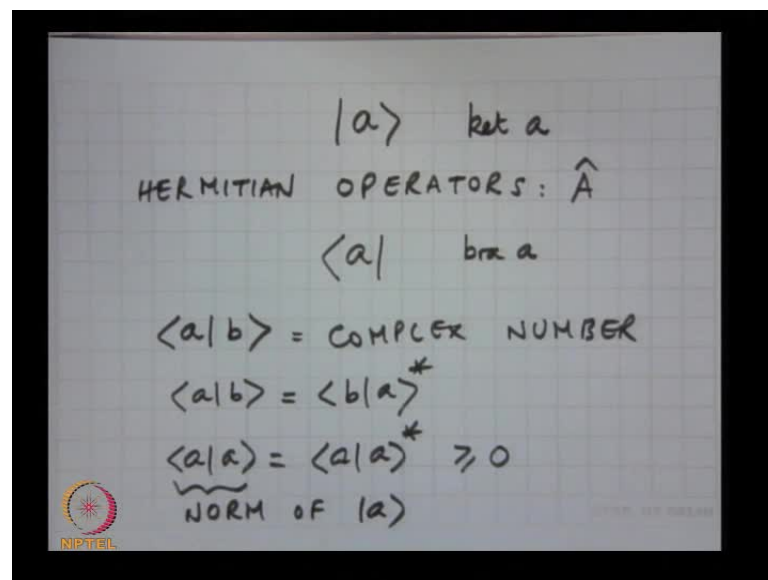 |a> ket a
HERMITIAN OPERATORS: Â
<a| bra a
<a|b> = COMPLEX NUMBER
<a|b> = <b|a>*
<a|a> = <a|a>* ⩾ 0
NORM OF |a>
NPTEL